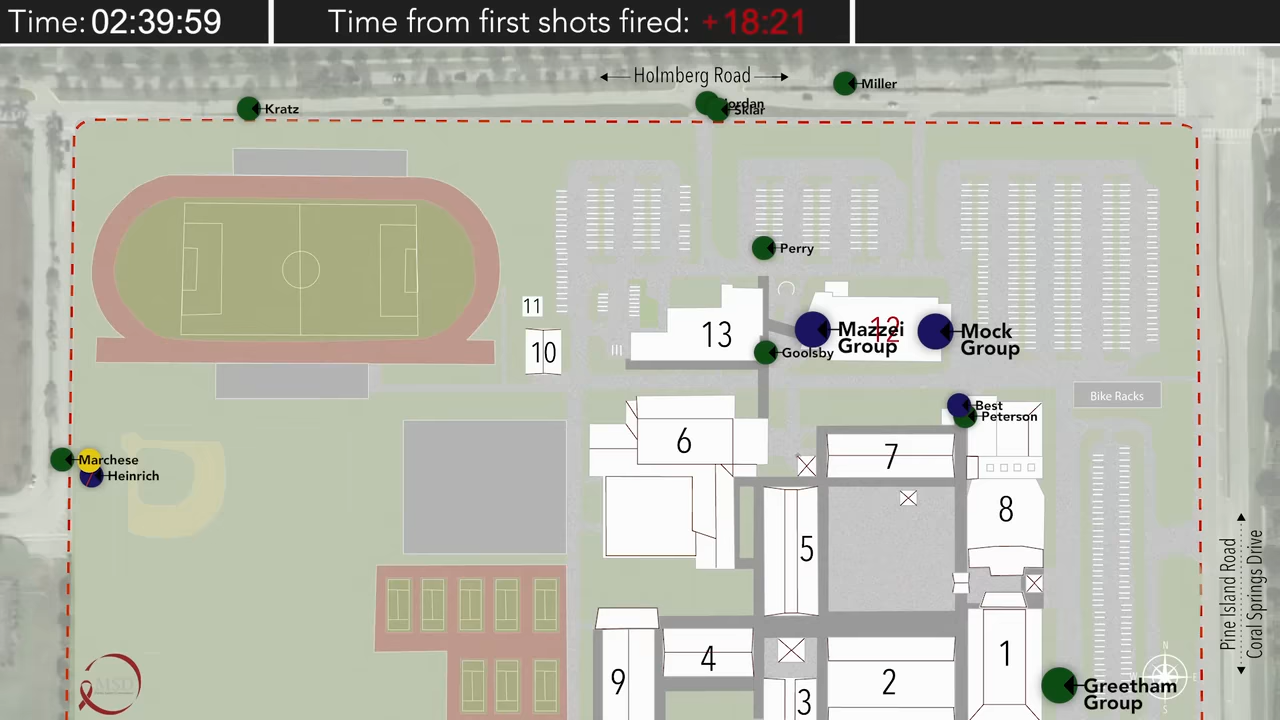 Time: 02:39:59
Time from first shots fired: +18:21
Holmberg Road
Miller
Kratz
Jordan
Sklar
Perry
11
10
13
12
Mazzei
Group
Mock
Group
Goolsby
Bike Racks
Best
Peterson
6
7
Marchese
Heinrich
8
5
Pine Island Road
Coral Springs Drive
4
9
2
1
3
N
W
E
S
Greetham
Group
MSD